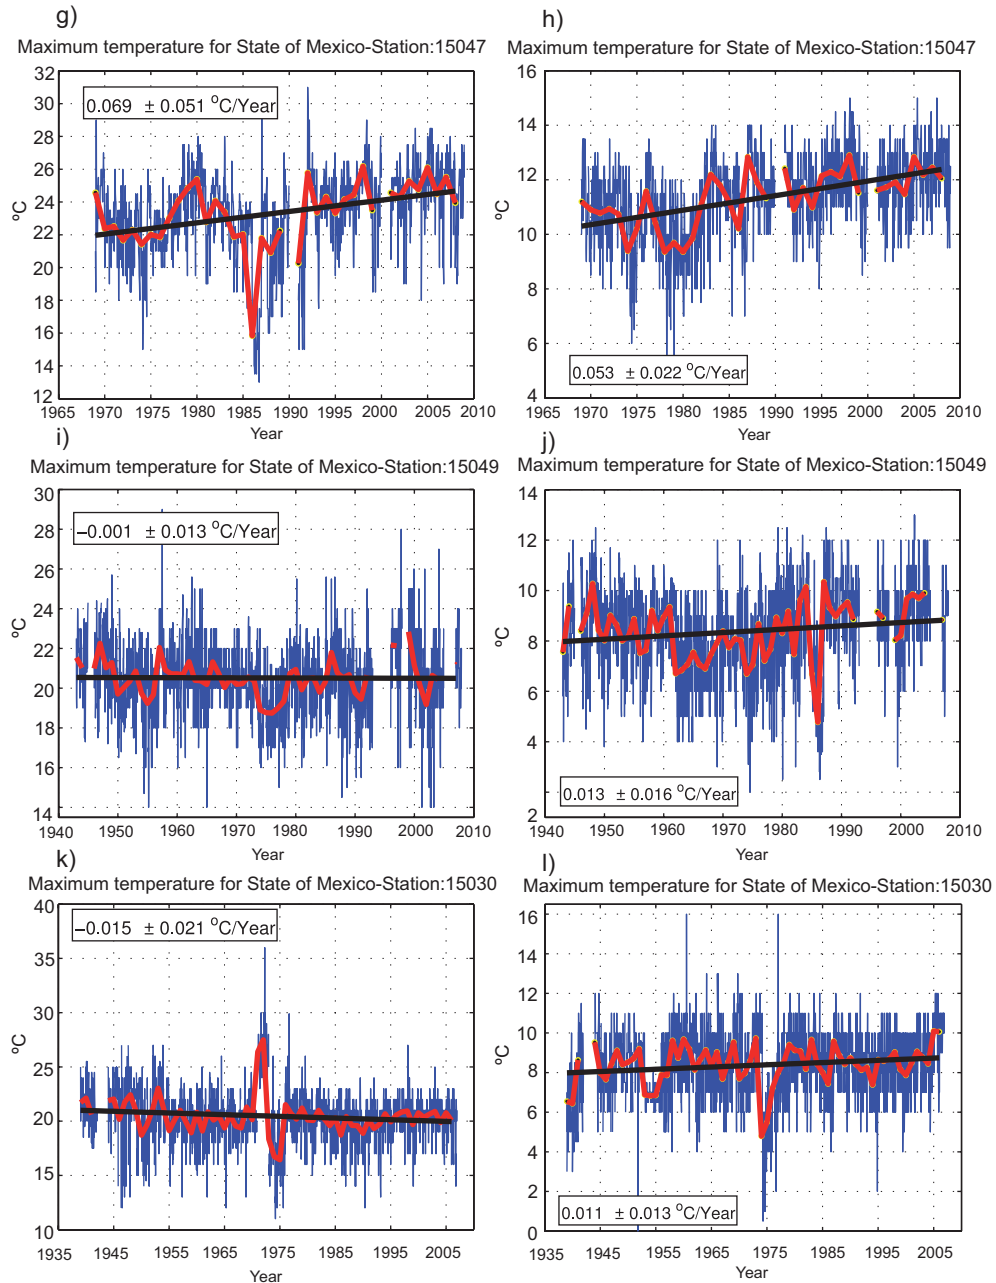 g)
Maximum temperature for State of Mexico-Station:15047
0.069 ± 0.051 °C/Year
32
30
28
26
24
22
20
18
16
14
12
ºC
1965 1970 1975 1980 1985 1990 1995 2000 2005 2010
Year
h)
Maximum temperature for State of Mexico-Station:15047
16
14
12
10
8
6
4
ºC
0.053 ± 0.022 °C/Year
1965 1970 1975 1980 1985 1990 1995 2000 2005 2010
Year
i)
Maximum temperature for State of Mexico-Station:15049
−0.001 ± 0.013 °C/Year
30
28
26
24
22
20
18
16
14
ºC
1940 1950 1960 1970 1980 1990 2000 2010
Year
j)
Maximum temperature for State of Mexico-Station:15049
14
12
10
8
6
4
2
ºC
0.013 ± 0.016 °C/Year
1940 1950 1960 1970 1980 1990 2000 2010
Year
k)
Maximum temperature for State of Mexico-Station:15030
−0.015 ± 0.021 °C/Year
40
35
30
25
20
15
10
ºC
1935 1945 1955 1965 1975 1985 1995 2005
Year
l)
Maximum temperature for State of Mexico-Station:15030
16
14
12
10
8
6
4
2
0
ºC
0.011 ± 0.013 °C/Year
1935 1945 1955 1965 1975 1985 1995 2005
Year